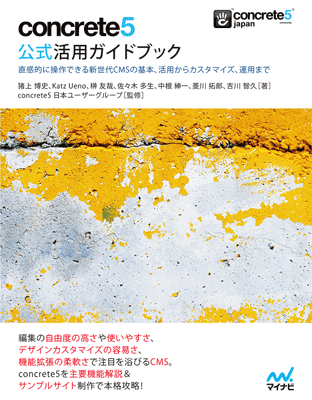 concrete5
公式活用ガイドブック
concrete5
japan
community
直感的に操作できる新世代CMSの基本、活用からカスタマイズ、運用まで
猪上 博史、Katz Ueno、榊 友哉、佐々木 多生、中根 紳一、菱川 拓郎、吉川 智久[著]
concrete5 日本ユーザーグループ[監修]
編集の自由度の高さや使いやすさ、
デザインカスタマイズの容易さ、
機能拡張の柔軟さで注目を浴びるCMS。
concrete5を主要機能解説&
サンプルサイト制作で本格攻略!
マイナビ